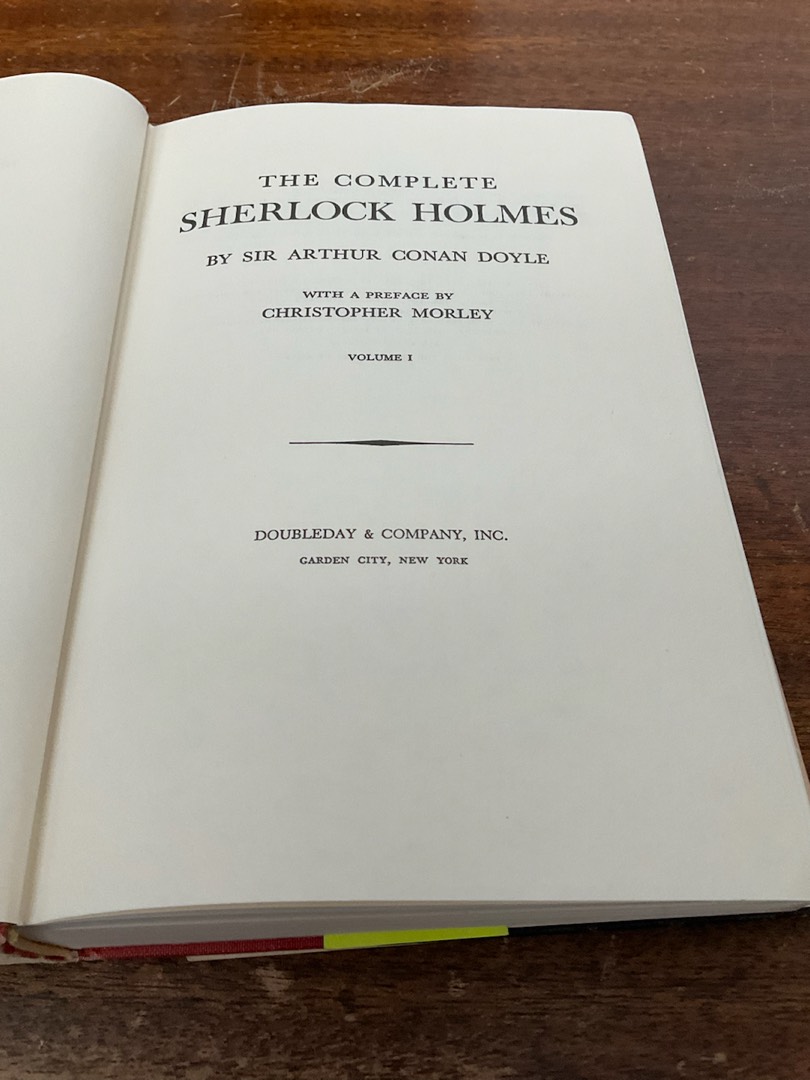 THE COMPLETE
SHERLOCK HOLMES
BY SIR ARTHUR CONAN DOYLE
WITH A PREFACE BY
CHRISTOPHER MORLEY
VOLUME I
DOUBLEDAY & COMPANY, INC.
GARDEN CITY, NEW YORK